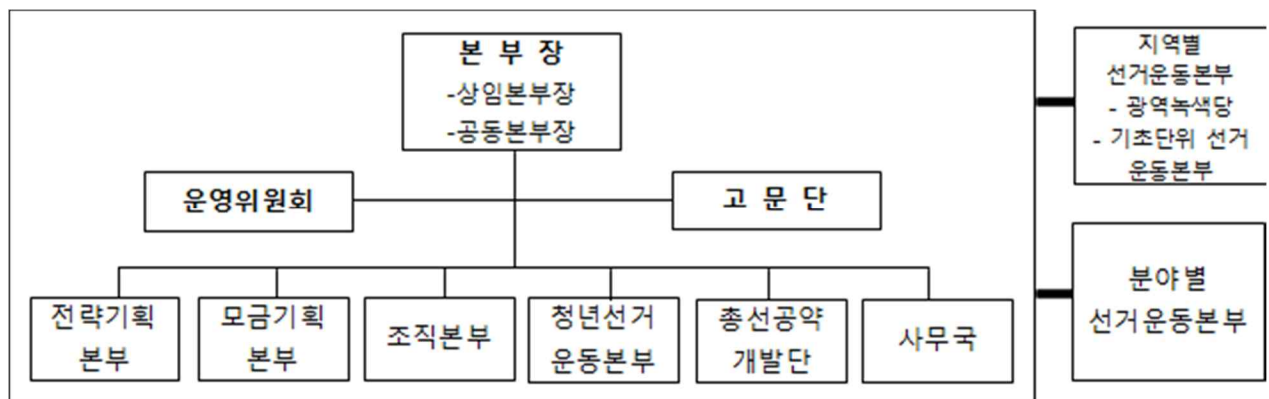 본 부 장
-상임본부장
-공동본부장
운영위원회
고 문 단
전략기획
본부
모금기획
본부
조직본부
청년선거
운동본부
총선공약
개발단
사무국
지역별
선거운동본부
- 광역녹색당
- 기초단위 선거
운동본부
분야별
선거운동본부